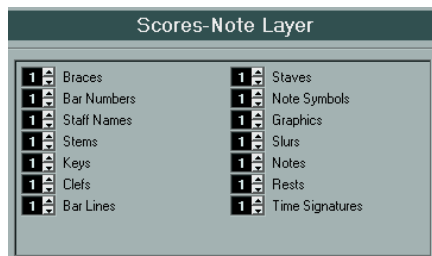 Scores-Note Layer
1 Braces
1 Bar Numbers
1 Staff Names
1 Stems
1 Keys
1 Clefs
1 Bar Lines
1 Staves
1 Note Symbols
1 Graphics
1 Slurs
1 Notes
1 Rests
1 Time Signatures